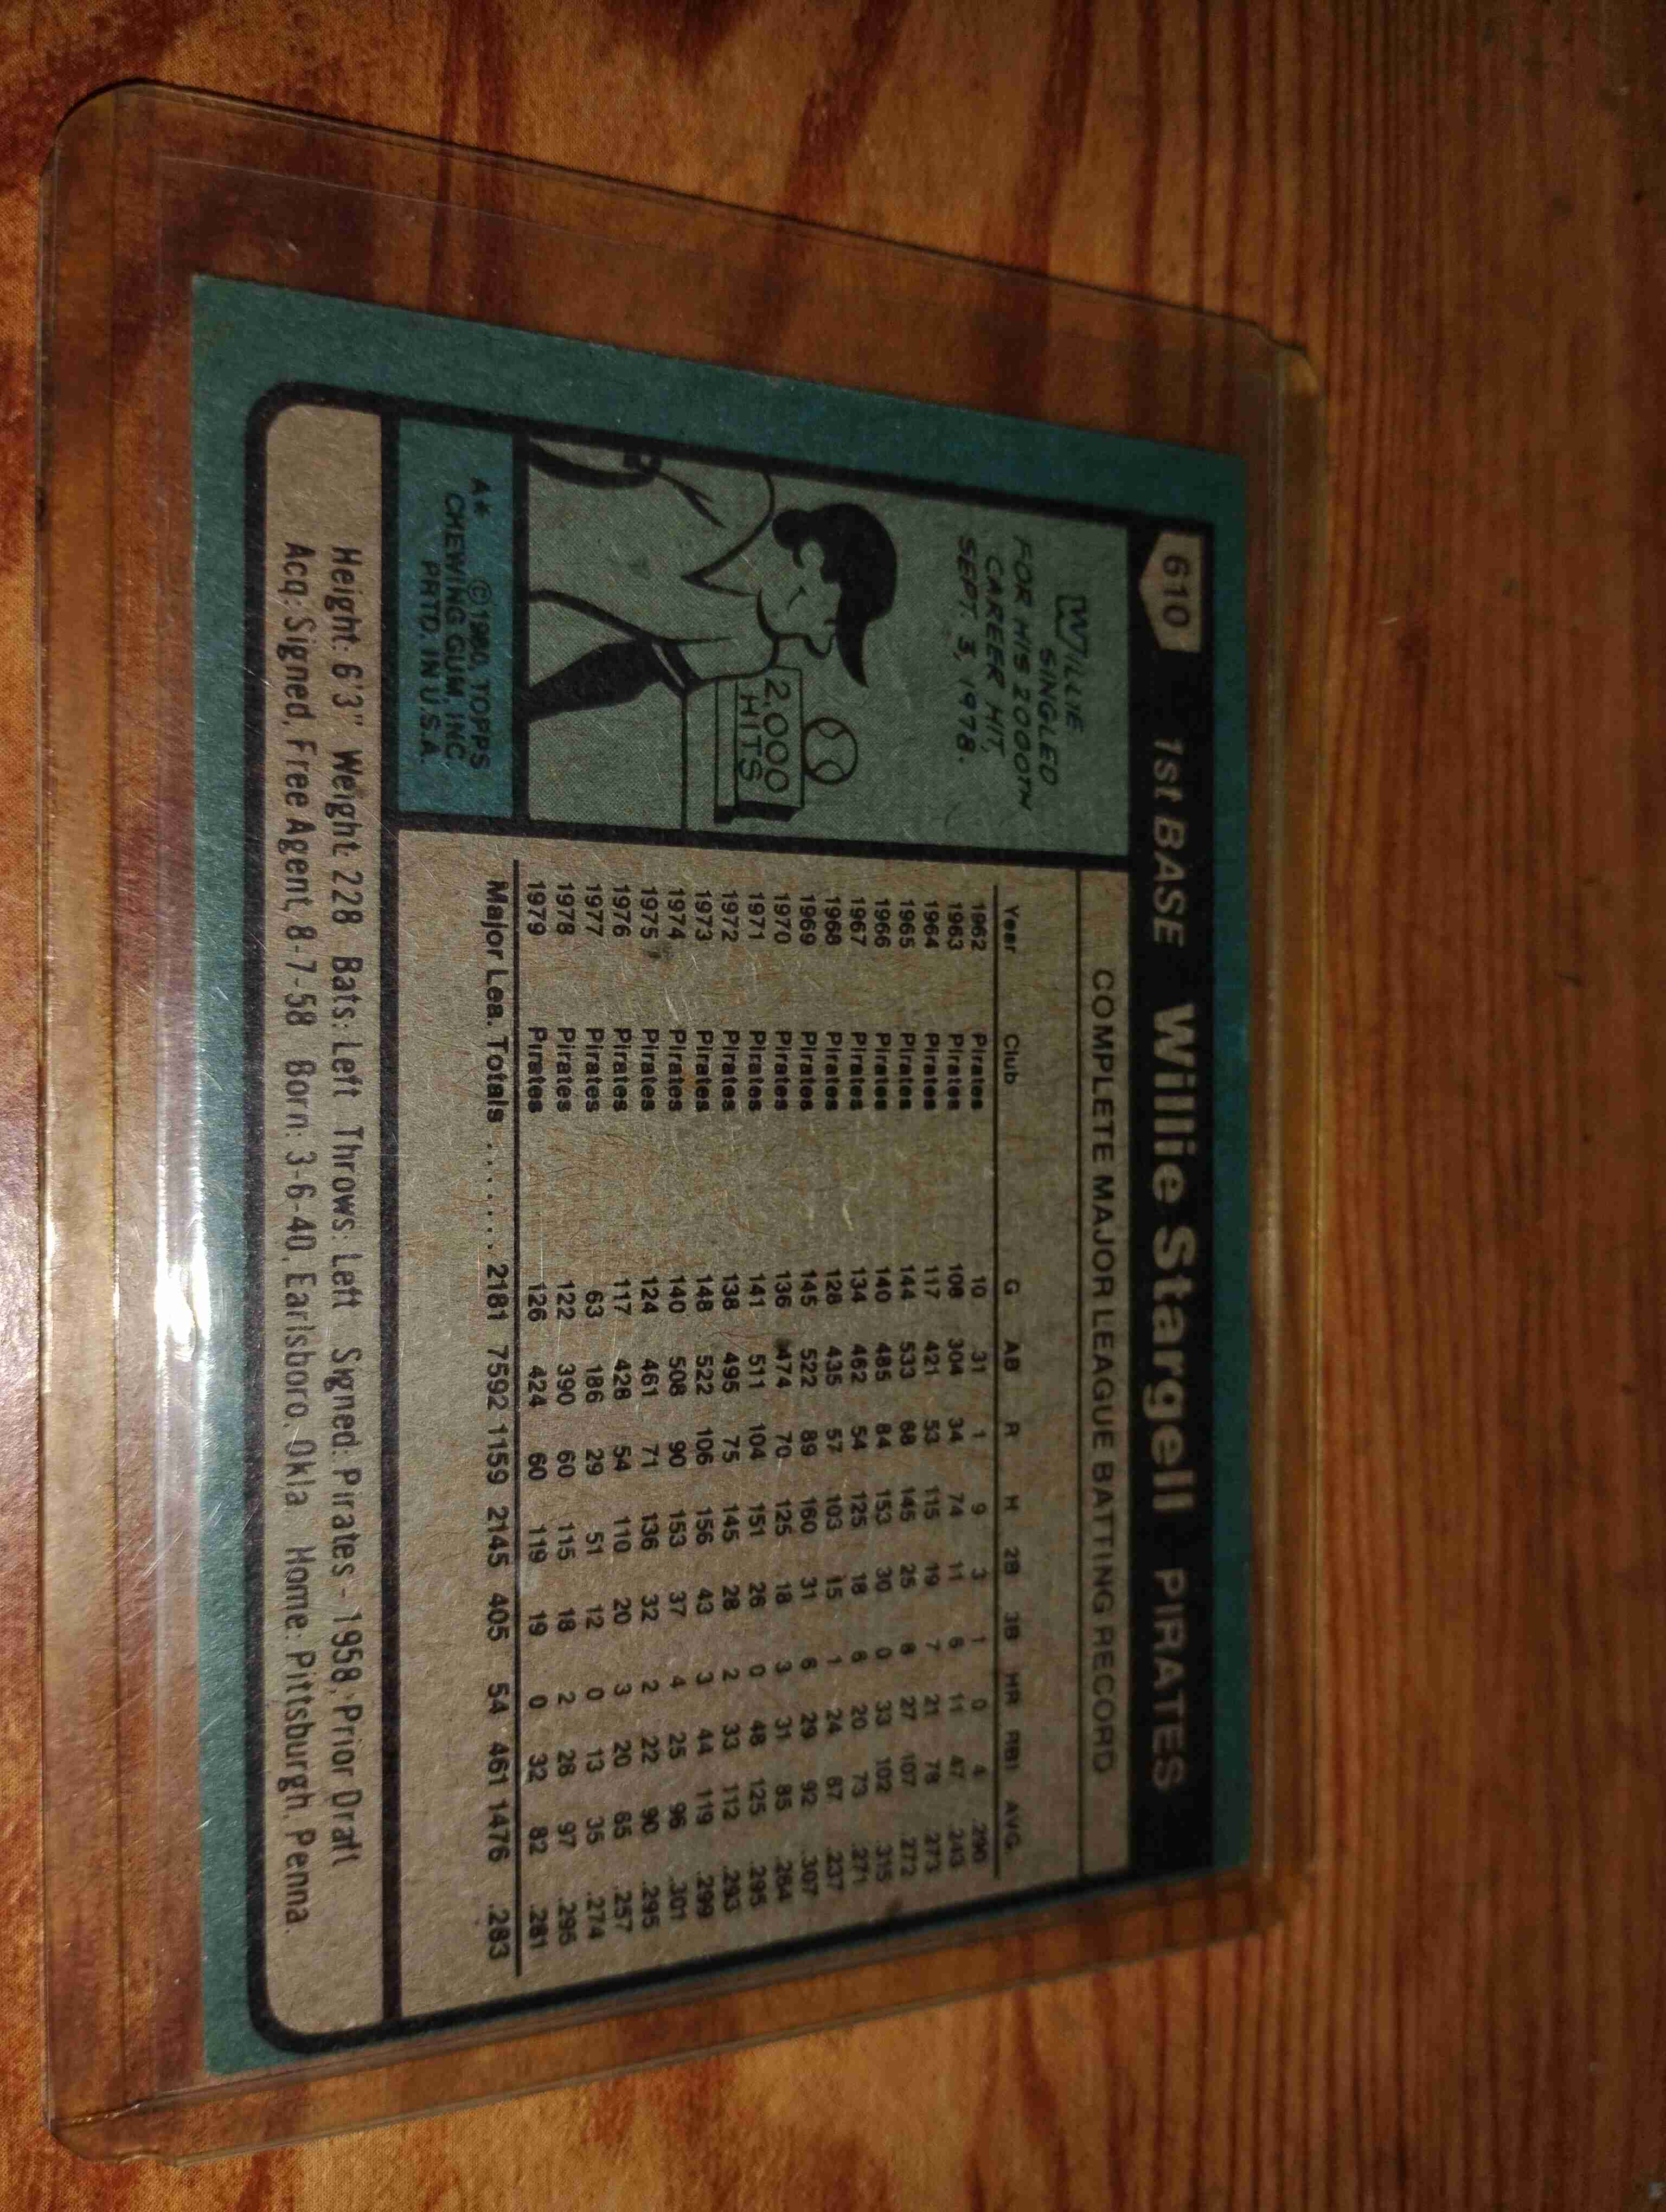 610 1st BASE Willie Stargell PIRATES
WILLIE
SINGLED
FOR HIS 2000TH
CAREER HIT,
SEPT. 3, 1978.
2,000
HITS
A* ©1980, TOPPS
CHEWING GUM, INC.
PRTD. IN U.S.A.
COMPLETE MAJOR LEAGUE BATTING RECORD
Year Club G AB R H 2B 3B HR RBI AVG.
1962 Pirates 10 31 1 9 3 1 0 4 .290
1963 Pirates 108 304 34 74 11 6 11 47 .243
1964 Pirates 117 421 53 115 19 7 21 78 .273
1965 Pirates 144 533 68 145 25 8 27 107 .272
1966 Pirates 140 485 84 153 30 0 33 102 .315
1967 Pirates 134 462 54 125 18 6 20 73 .271
1968 Pirates 128 435 57 103 15 1 24 67 .237
1969 Pirates 145 522 89 160 31 6 29 92 .307
1970 Pirates 136 474 70 125 18 3 31 85 .264
1971 Pirates 141 511 104 151 26 0 48 125 .295
1972 Pirates 138 495 75 145 28 2 33 112 .293
1973 Pirates 148 522 106 156 43 3 44 119 .299
1974 Pirates 140 508 90 153 37 4 25 96 .301
1975 Pirates 124 461 71 136 32 2 22 90 .295
1976 Pirates 117 428 54 110 20 3 20 65 .257
1977 Pirates 63 186 29 51 12 0 13 35 .274
1978 Pirates 122 390 60 115 18 2 28 97 .295
1979 Pirates 126 424 60 119 19 0 32 82 .281
Major Lea. Totals . . . . . . . 2181 7592 1159 2145 405 54 461 1476 .283
Height: 6'3" Weight: 228 Bats: Left Throws: Left Signed: Pirates - 1958, Prior Draft
Acq: Signed, Free Agent, 8-7-58 Born: 3-6-40, Earlsboro, Okla Home: Pittsburgh, Penna.